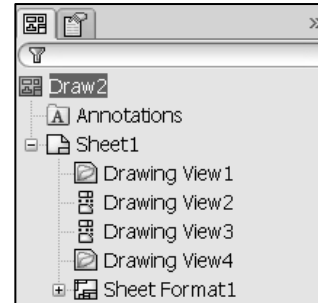 Draw2
A Annotations
Sheet1
Drawing View1
Drawing View2
Drawing View3
Drawing View4
Sheet Format1